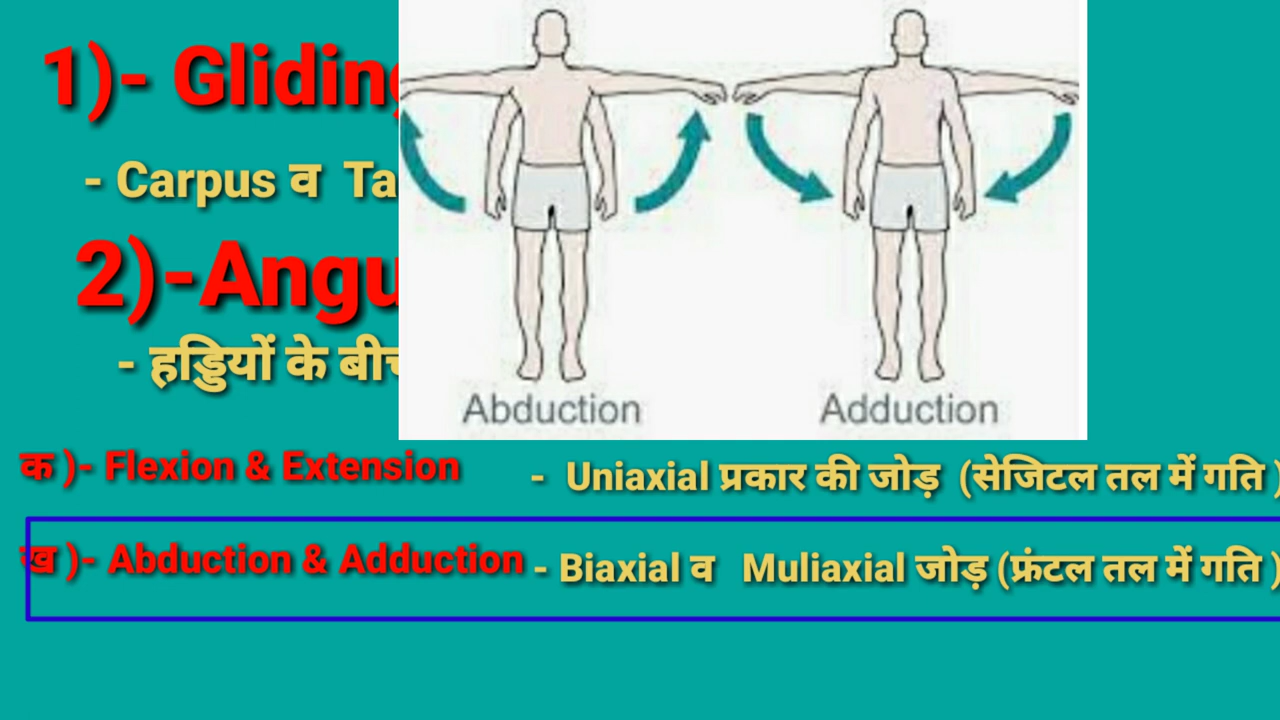 1)- Gliding
- Carpus व Ta
2)-Angu
- हड्डियों के बीच
Abduction
Adduction
क )- Flexion & Extension - Uniaxial प्रकार की जोड़ (सेजिटल तल में गति )
ख )- Abduction & Adduction - Biaxial व Muliaxial जोड़ (फ्रंटल तल में गति )